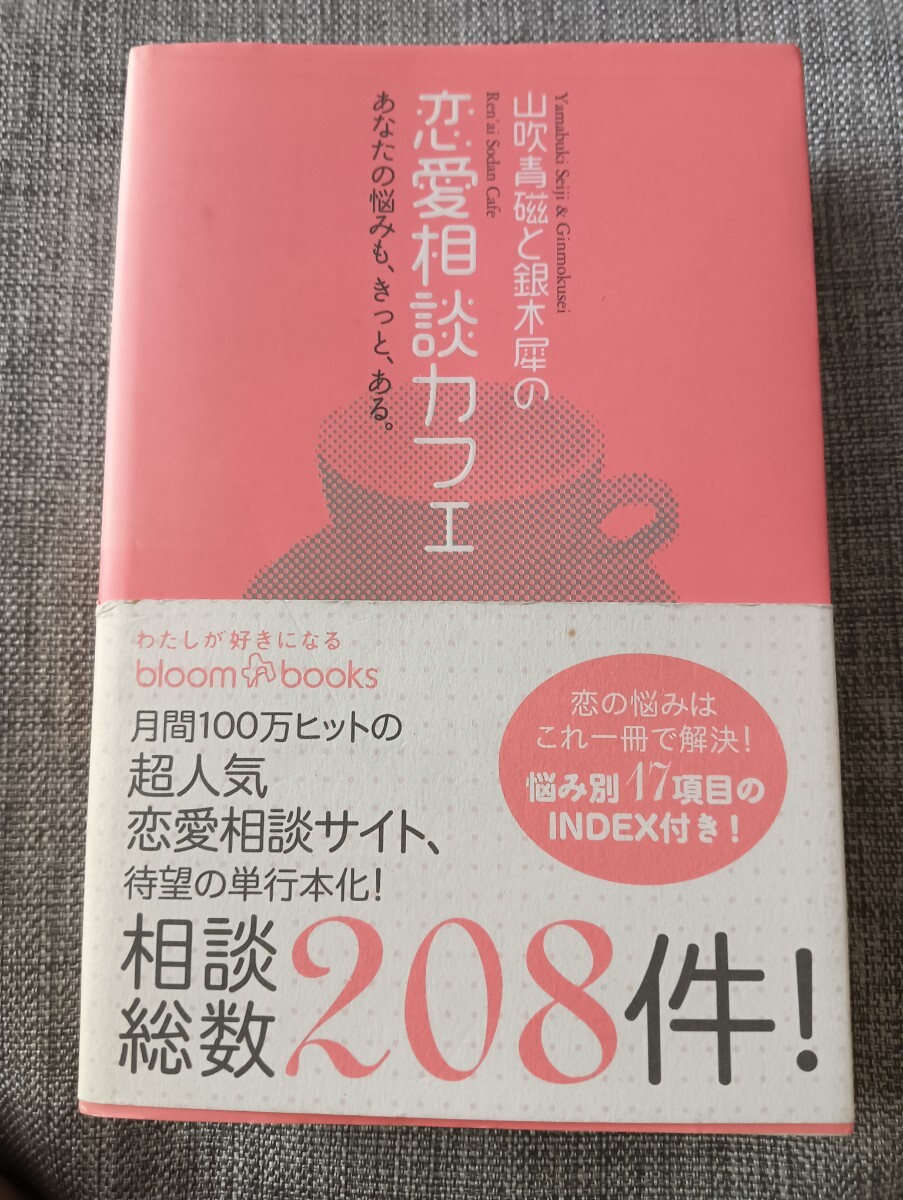 Yamabuki Seiji & Ginmokusei
山吹青磁と銀木犀の
Ren'ai Sodan Cafe
恋愛相談カフェ
あなたの悩みも、きっと、ある。
わたしが好きになる
bloom books
月間100万ヒットの
超人気
恋愛相談サイト、
待望の単行本化!
相談
総数
208件!
恋の悩みは
これ一冊で解決!
悩み別17項目の
INDEX付き!